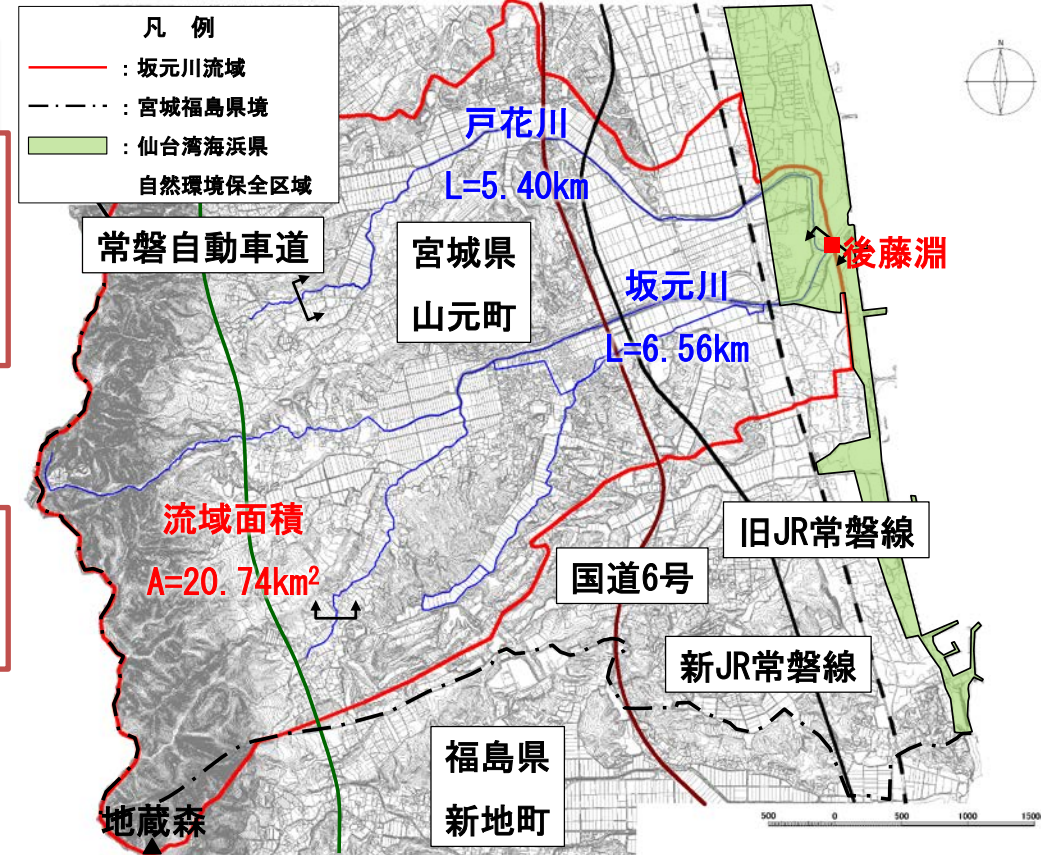 凡 例
：坂元川流域
：宮城福島県境
：仙台湾海浜県
自然環境保全区域
N
戸花川
L=5.40km
常磐自動車道
宮城県
山元町
後藤淵
坂元川
L=6.56km
流域面積
A=20.74km²
旧JR常磐線
国道6号
新JR常磐線
福島県
新地町
地蔵森
500 0 500 1000 1500